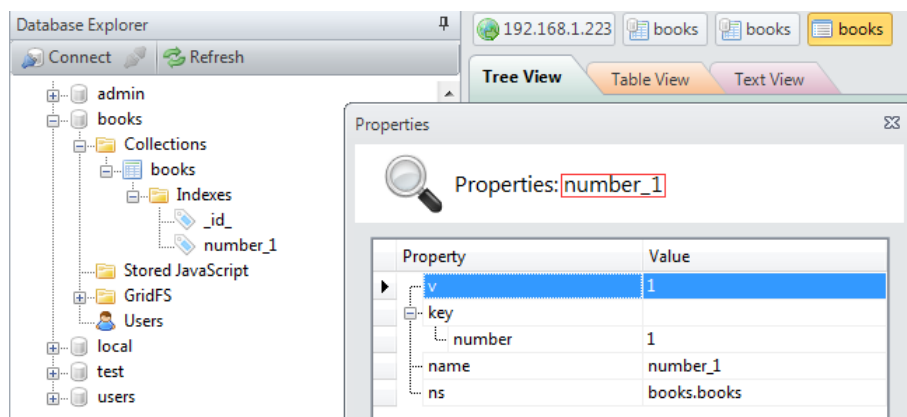 Database Explorer
Connect Refresh
admin
books
Collections
books
Indexes
_id_
number_1
Stored JavaScript
GridFS
Users
local
test
users
192.168.1.223 books books books
Tree View Table View Text View
Properties
Properties: number_1
Property Value
v 1
key
number 1
name number_1
ns books.books